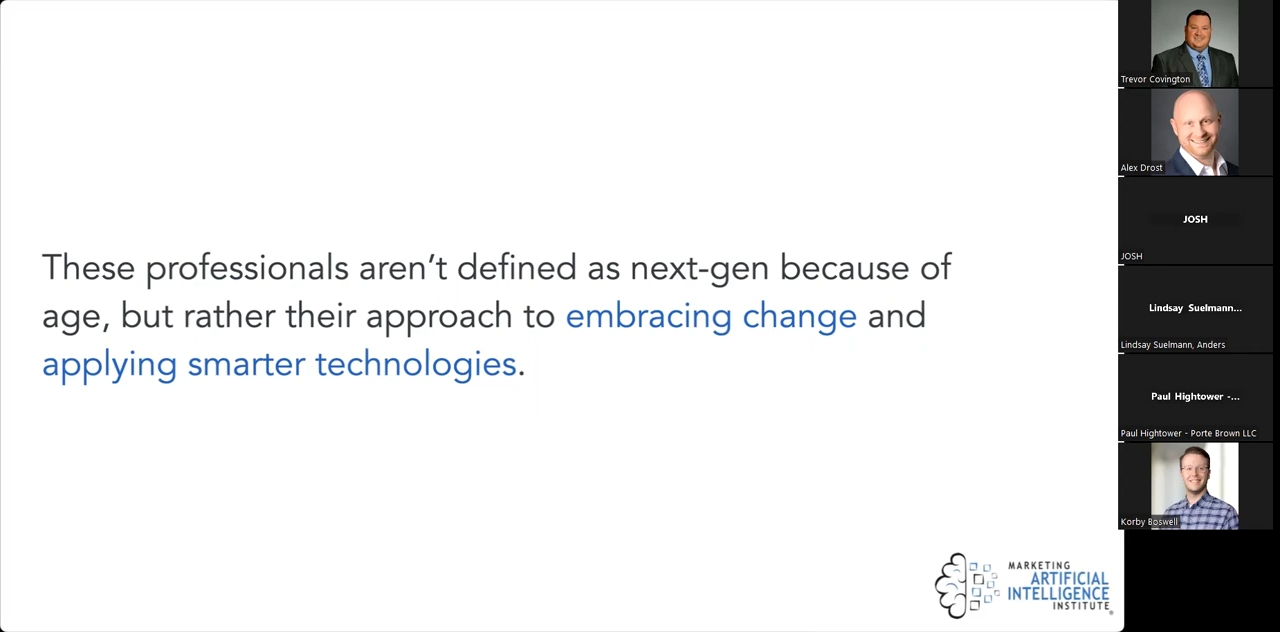 These professionals aren’t defined as next-gen because of
age, but rather their approach to embracing change and
applying smarter technologies.
MARKETING
ARTIFICIAL
INTELLIGENCE
INSTITUTE
Trevor Covington
Alex Drost
JOSH
JOSH
Lindsay Suelmann...
Lindsay Suelmann, Anders
Paul Hightower -...
Paul Hightower - Porte Brown LLC
Korby Boswell